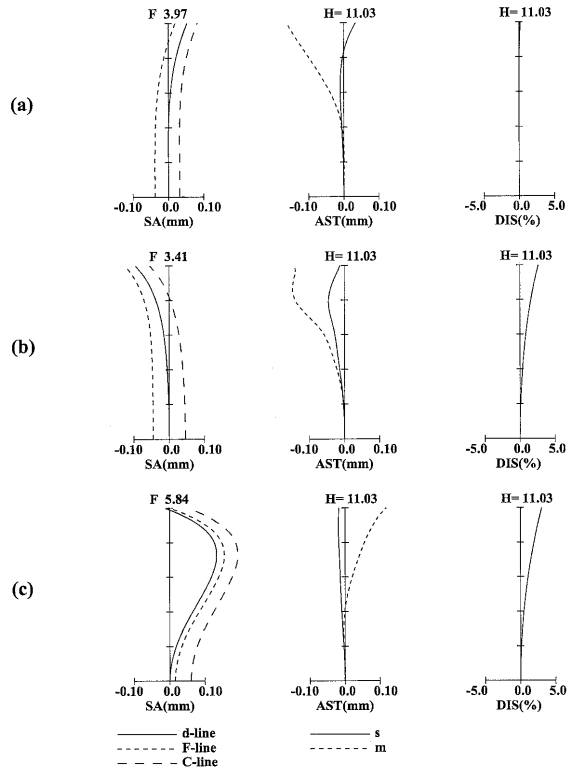 F 3.97 H= 11.03 H= 11.03
(a)
-0.10 0.0 0.10 -0.10 0.0 0.10 -5.0 0.0 5.0
SA(mm) AST(mm) DIS(%)
F 3.41 H= 11.03 H= 11.03
(b)
-0.10 0.0 0.10 -0.10 0.0 0.10 -5.0 0.0 5.0
SA(mm) AST(mm) DIS(%)
F 5.84 H= 11.03 H= 11.03
(c)
-0.10 0.0 0.10 -0.10 0.0 0.10 -5.0 0.0 5.0
SA(mm) AST(mm) DIS(%)
d-line s
F-line m
C-line